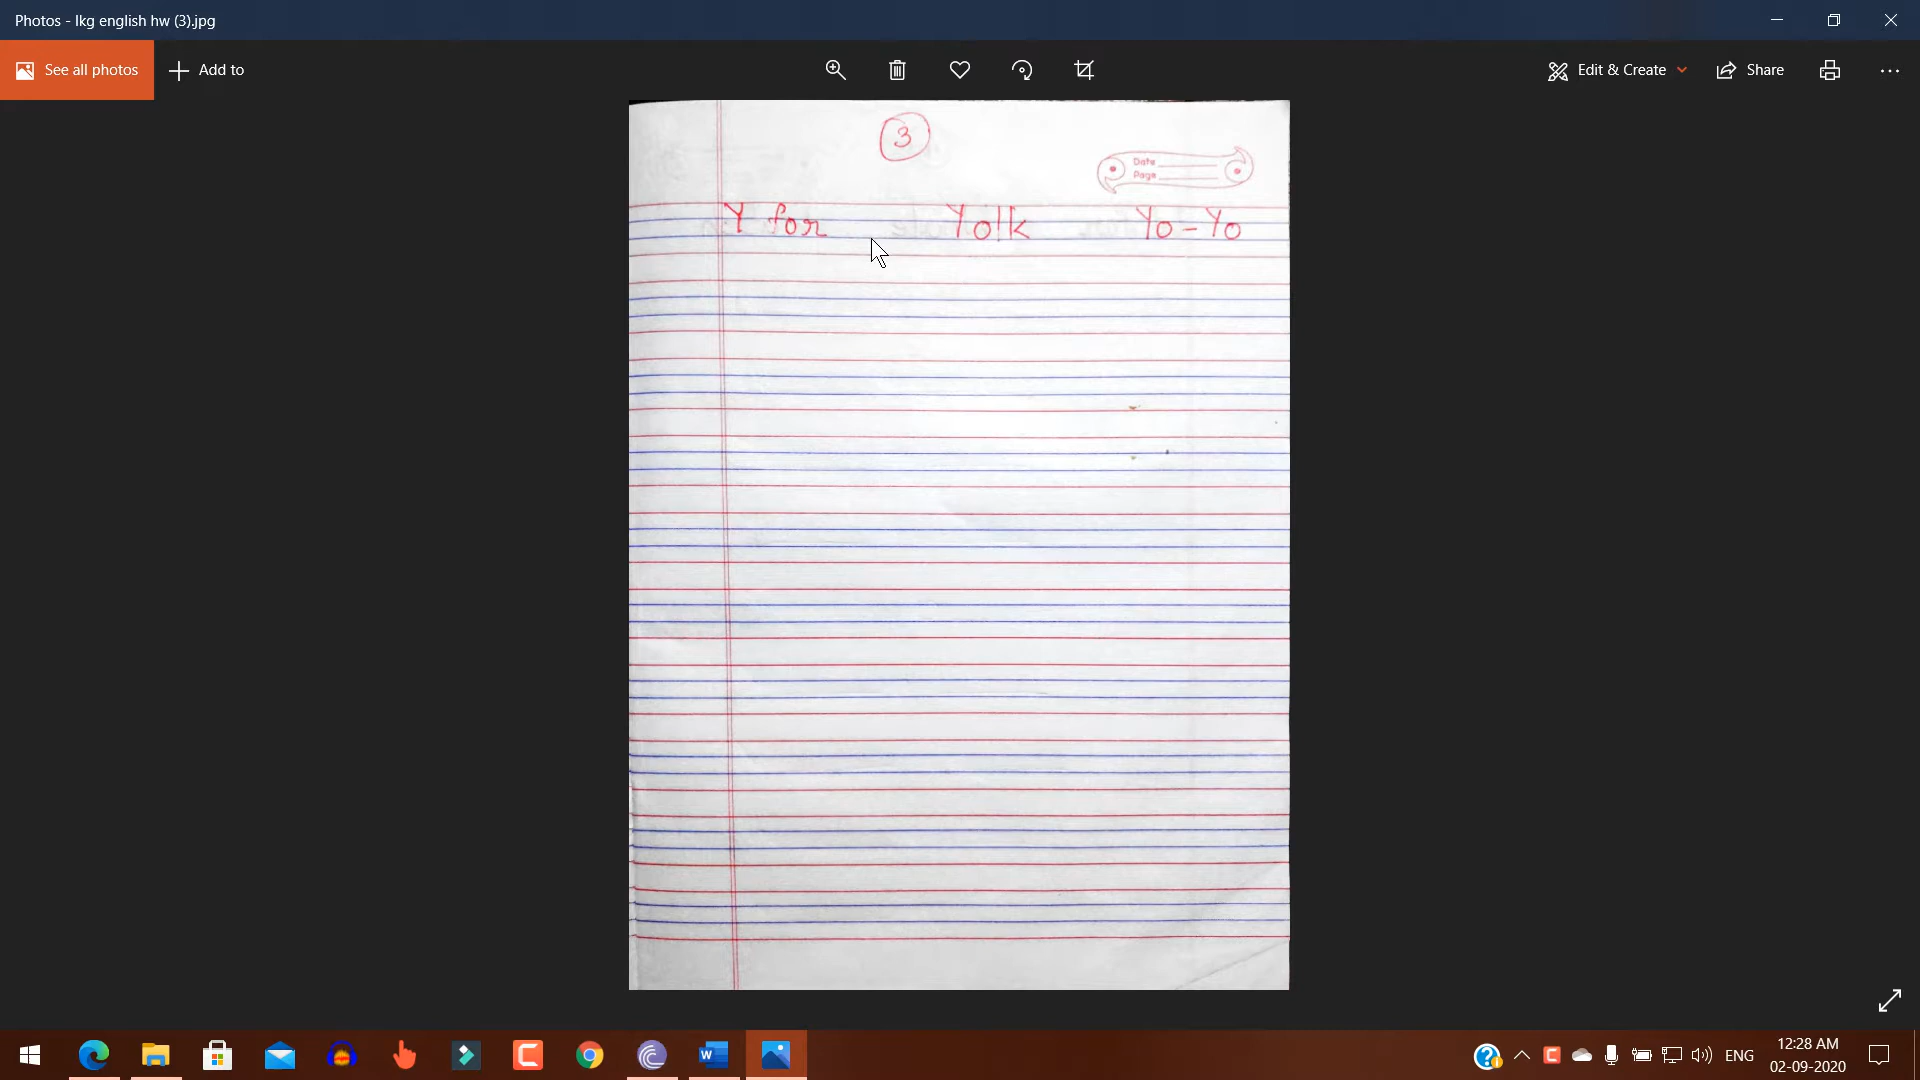 Photos - lkg english hw (3).jpg
See all photos
Add to
Edit & Create
Share
3
Date
Page
Y for Yolk Yo-Yo
ENG
12:28 AM
02-09-2020